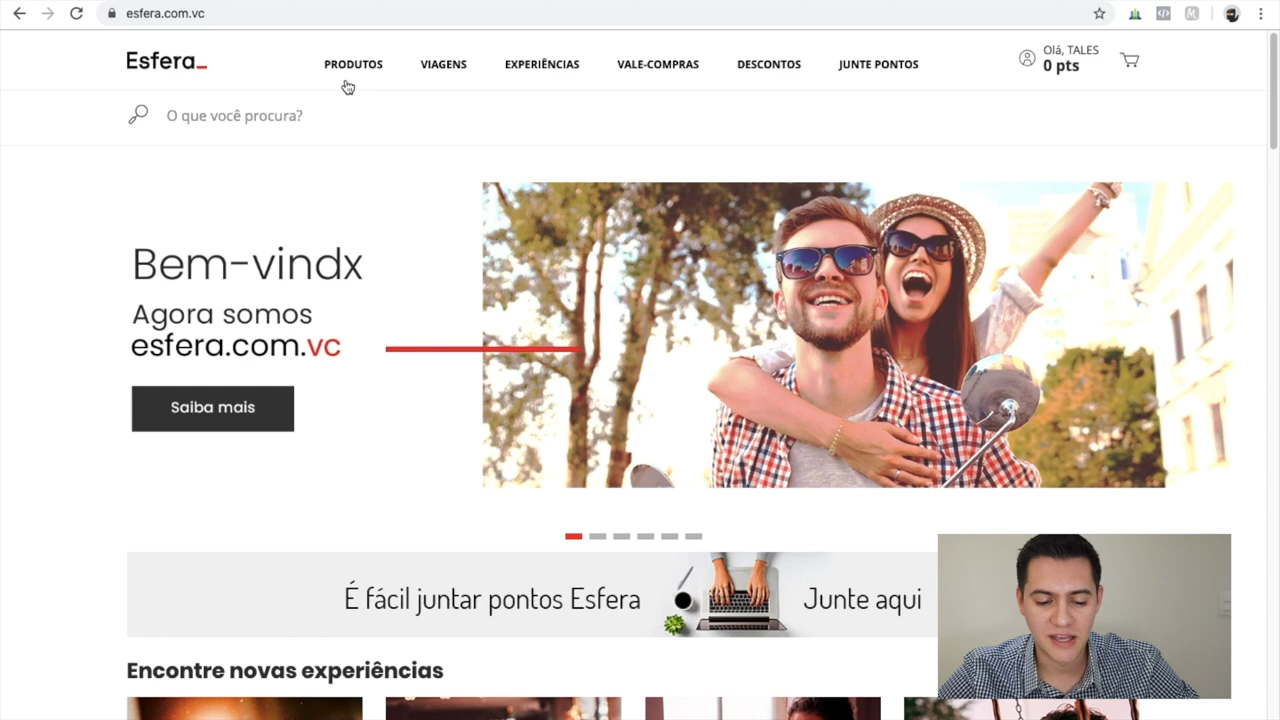 esfera.com.vc
Esfera_
PRODUTOS
VIAGENS
EXPERIÊNCIAS
VALE-COMPRAS
DESCONTOS
JUNTE PONTOS
Olá, TALES
0 pts
O que você procura?
Bem-vindx
Agora somos
esfera.com.vc
Saiba mais
É fácil juntar pontos Esfera
Junte aqui
Encontre novas experiências